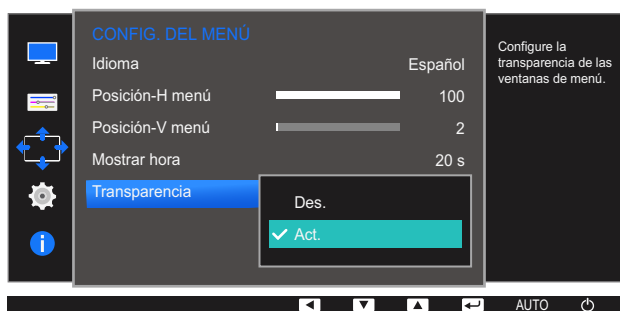 CONFIG. DEL MENÚ
Idioma Español
Posición-H menú 100
Posición-V menú 2
Mostrar hora 20 s
Transparencia
Des.
Act.
Configure la
transparencia de las
ventanas de menú.
AUTO